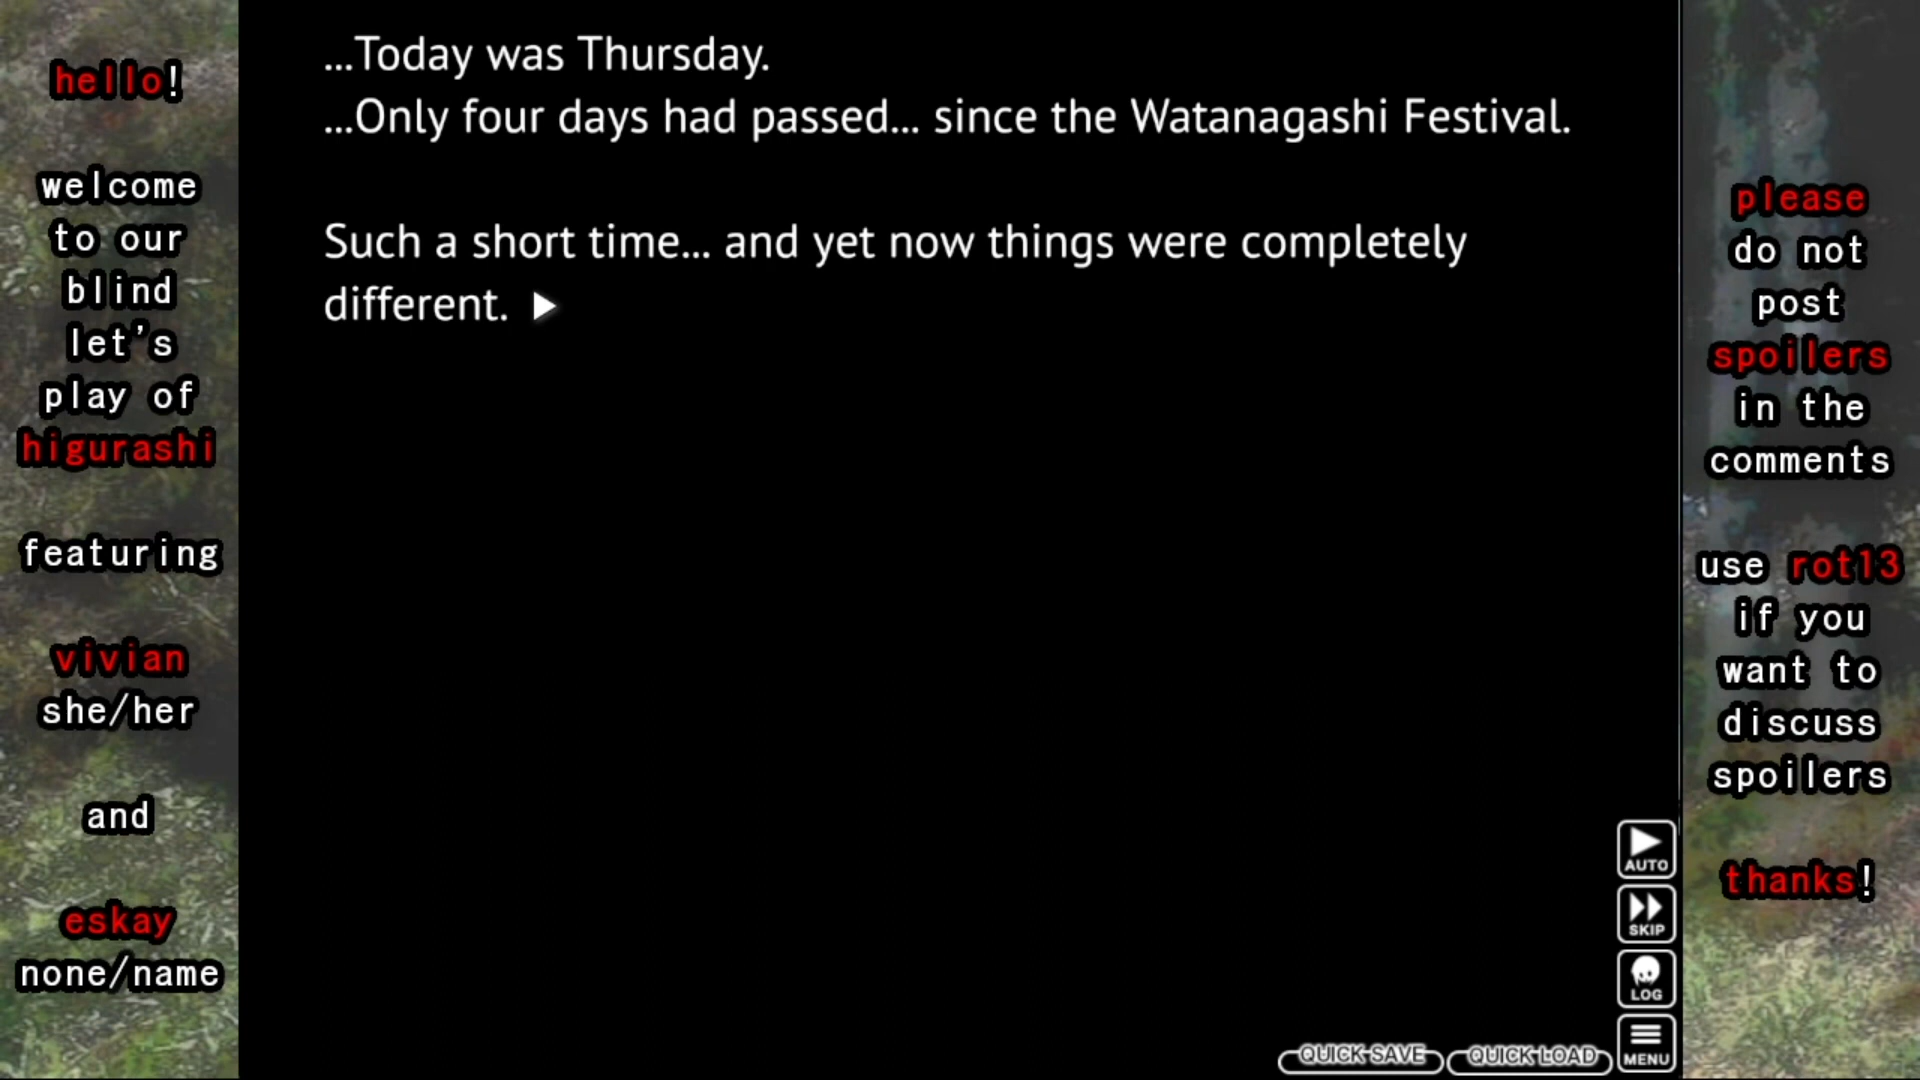 hello!
welcome
to our
blind
let's
play of
higurashi
featuring
vivian
she/her
and
eskay
none/name
...Today was Thursday.
...Only four days had passed... since the Watanagashi Festival.
Such a short time... and yet now things were completely
different.
please
do not
post
spoilers
in the
comments
use rot13
if you
want to
discuss
spoilers
thanks!
AUTO
SKIP
LOG
MENU
QUICK SAVE
QUICK LOAD